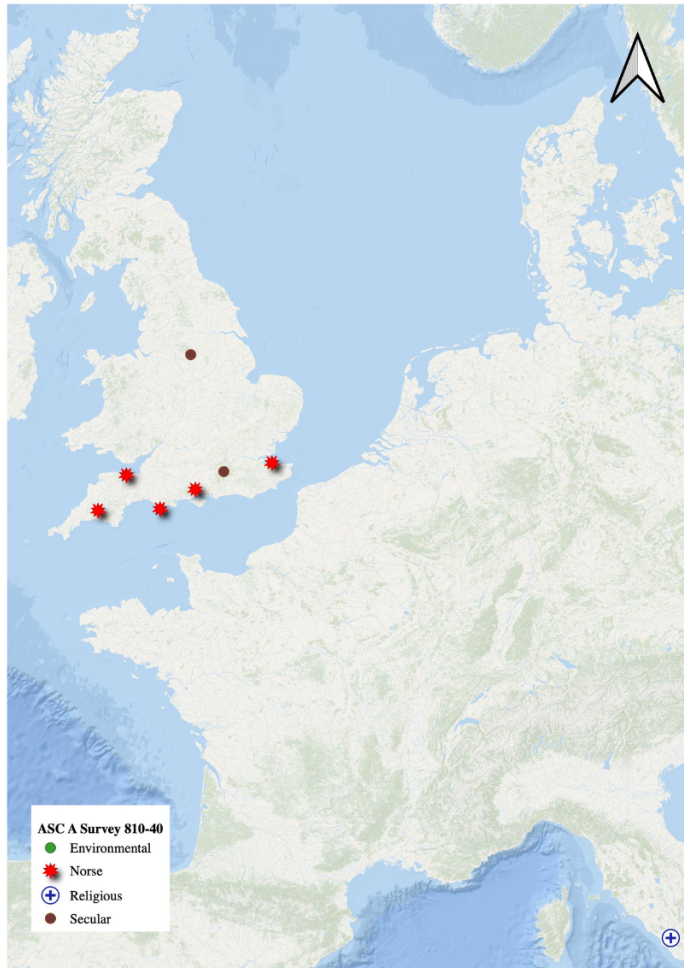 ASC A Survey 810-40
Environmental
Norse
Religious
Secular